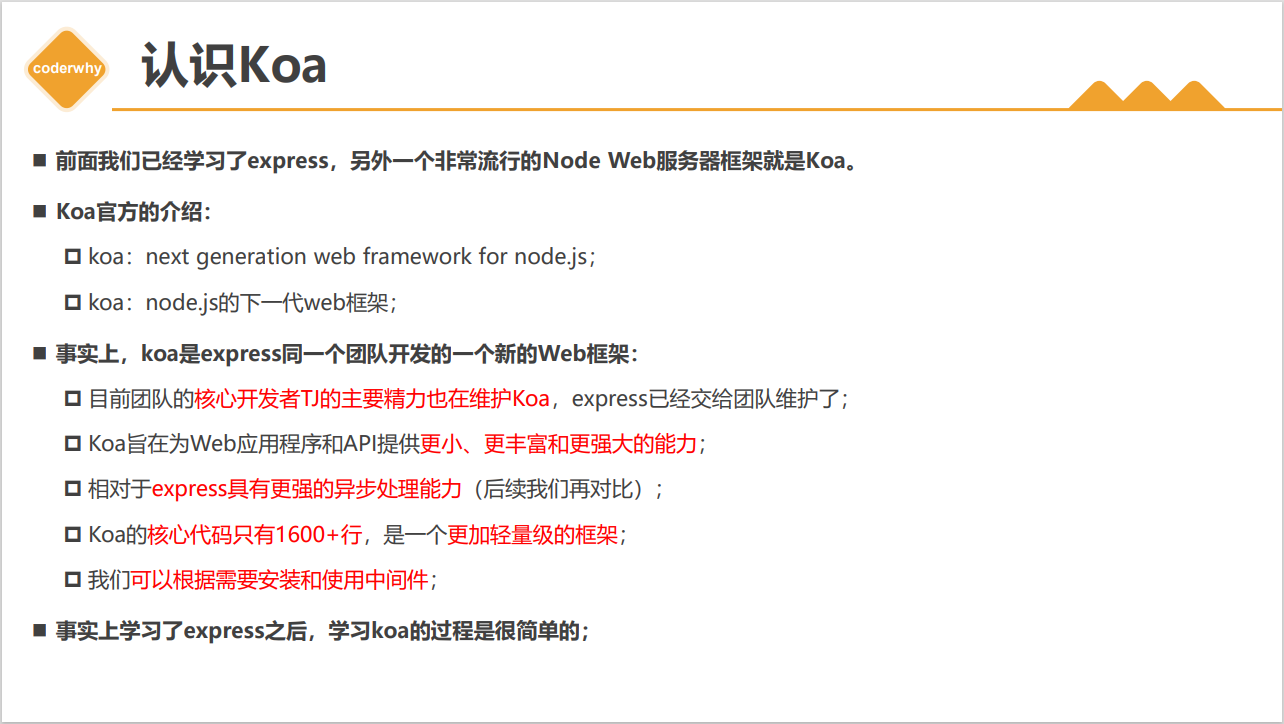 coderwhy
认识Koa
前面我们已经学习了express，另外一个非常流行的Node Web服务器框架就是Koa。
Koa官方的介绍：
koa：next generation web framework for node.js；
koa：node.js的下一代web框架；
事实上，koa是express同一个团队开发的一个新的Web框架：
目前团队的核心开发者TJ的主要精力也在维护Koa，express已经交给团队维护了；
Koa旨在为Web应用程序和API提供更小、更丰富和更强大的能力；
相对于express具有更强的异步处理能力（后续我们再对比）；
Koa的核心代码只有1600+行，是一个更加轻量级的框架；
我们可以根据需要安装和使用中间件；
事实上学习了express之后，学习koa的过程是很简单的；